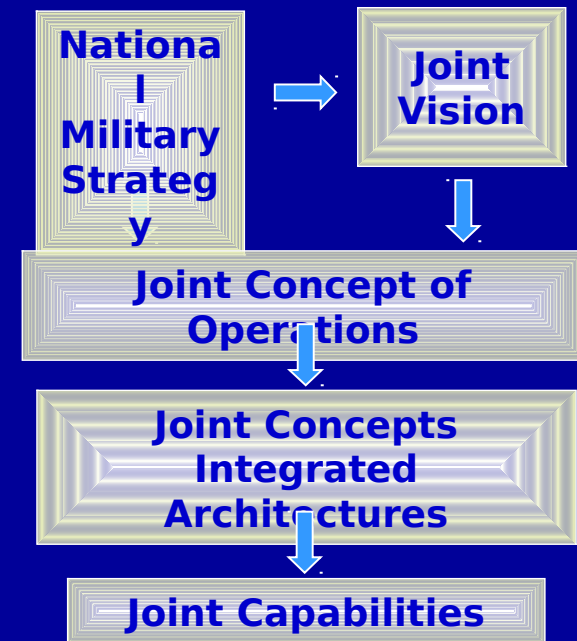 Nationa
l
Military
Strateg
y
Joint
Vision
Joint Concept of
Operations
Joint Concepts
Integrated
Architectures
Joint Capabilities